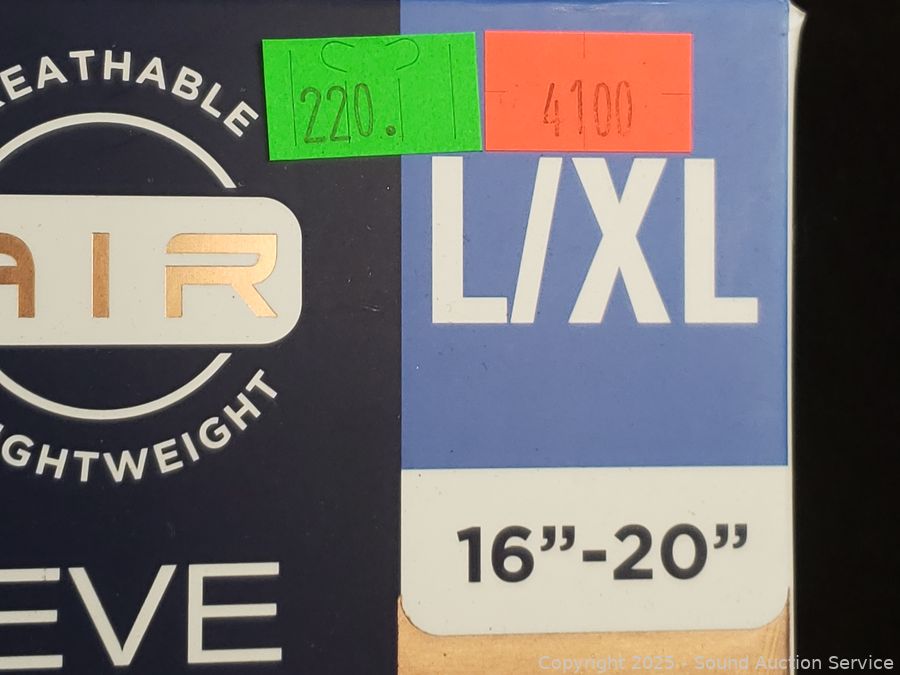 REATHABLE
220.
4100
L/XL
AIR
IGHTWEIGHT
16”-20”
EVE
Copyright 2025 - Sound Auction Service